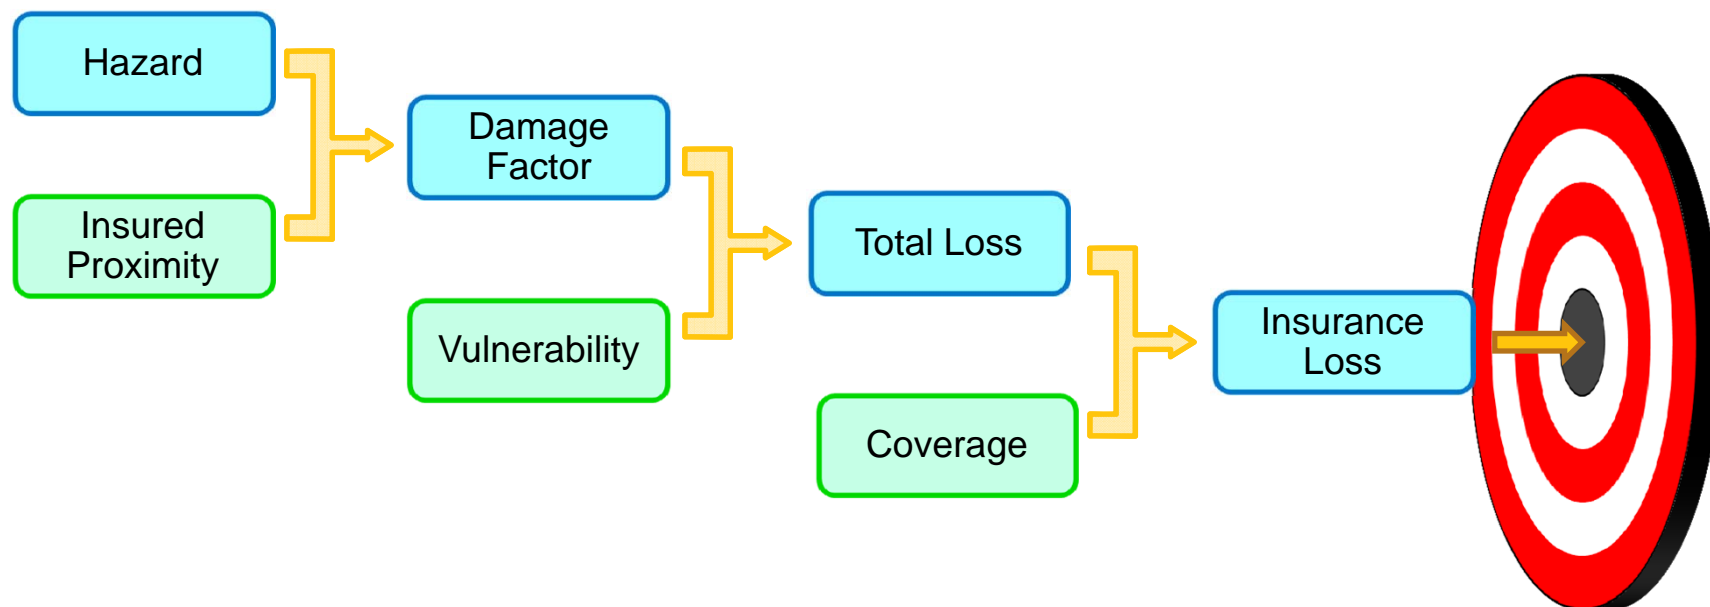 Hazard
Insured
Proximity
Damage
Factor
Vulnerability
Total Loss
Coverage
Insurance
Loss